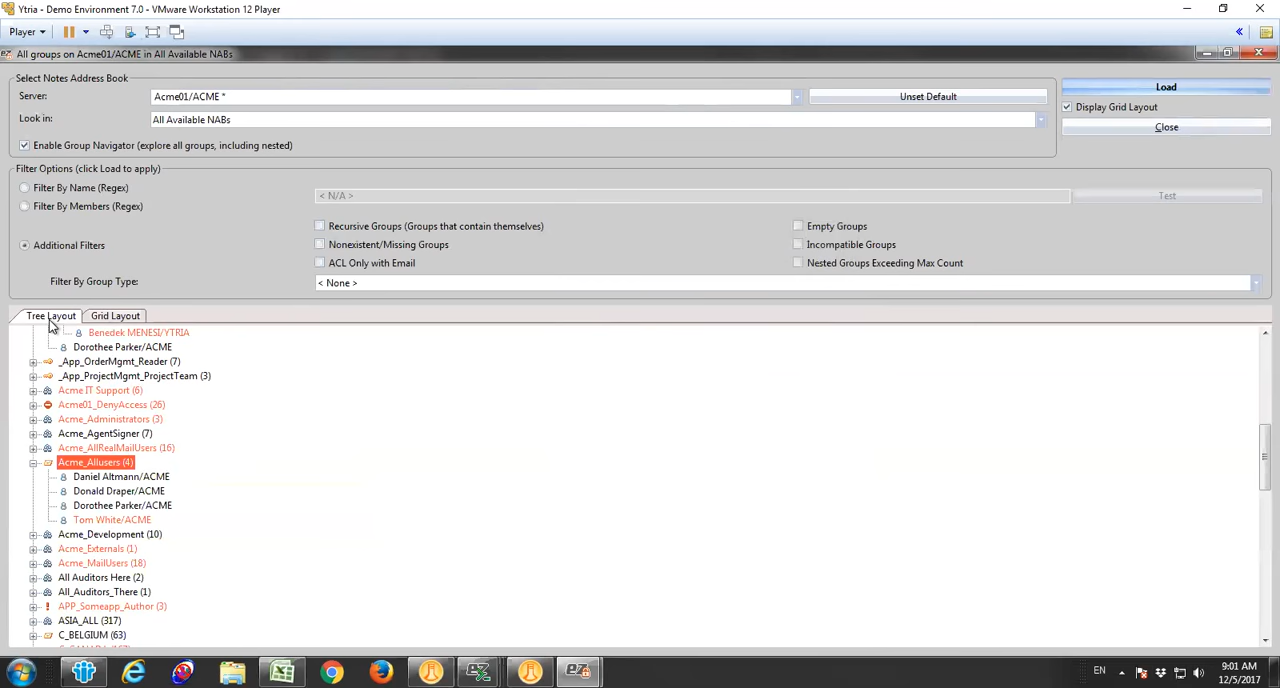 Ytria - Demo Environment 7.0 - VMware Workstation 12 Player
Player
All groups on Acme01/ACME in All Available NABs
Select Notes Address Book
Server: Acme01/ACME * Unset Default Load
Display Grid Layout
Look in: All Available NABs Close
Enable Group Navigator (explore all groups, including nested)
Filter Options (click Load to apply)
Filter By Name (Regex) < N/A > Test
Filter By Members (Regex)
Recursive Groups (Groups that contain themselves) Empty Groups
Additional Filters Nonexistent/Missing Groups Incompatible Groups
ACL Only with Email Nested Groups Exceeding Max Count
Filter By Group Type: < None >
Tree Layout Grid Layout
Benedek MENESI/YTRIA
Dorothee Parker/ACME
_App_OrderMgmt_Reader (7)
_App_ProjectMgmt_ProjectTeam (3)
Acme IT Support (6)
Acme01_DenyAccess (26)
Acme_Administrators (3)
Acme_AgentSigner (7)
Acme_AllRealMailUsers (16)
Acme_Allusers (4)
Daniel Altmann/ACME
Donald Draper/ACME
Dorothee Parker/ACME
Tom White/ACME
Acme_Development (10)
Acme_Externals (1)
Acme_MailUsers (18)
All Auditors Here (2)
All_Auditors_There (1)
APP_Someapp_Author (3)
ASIA_ALL (317)
C_BELGIUM (63)
EN 9:01 AM
12/5/2017